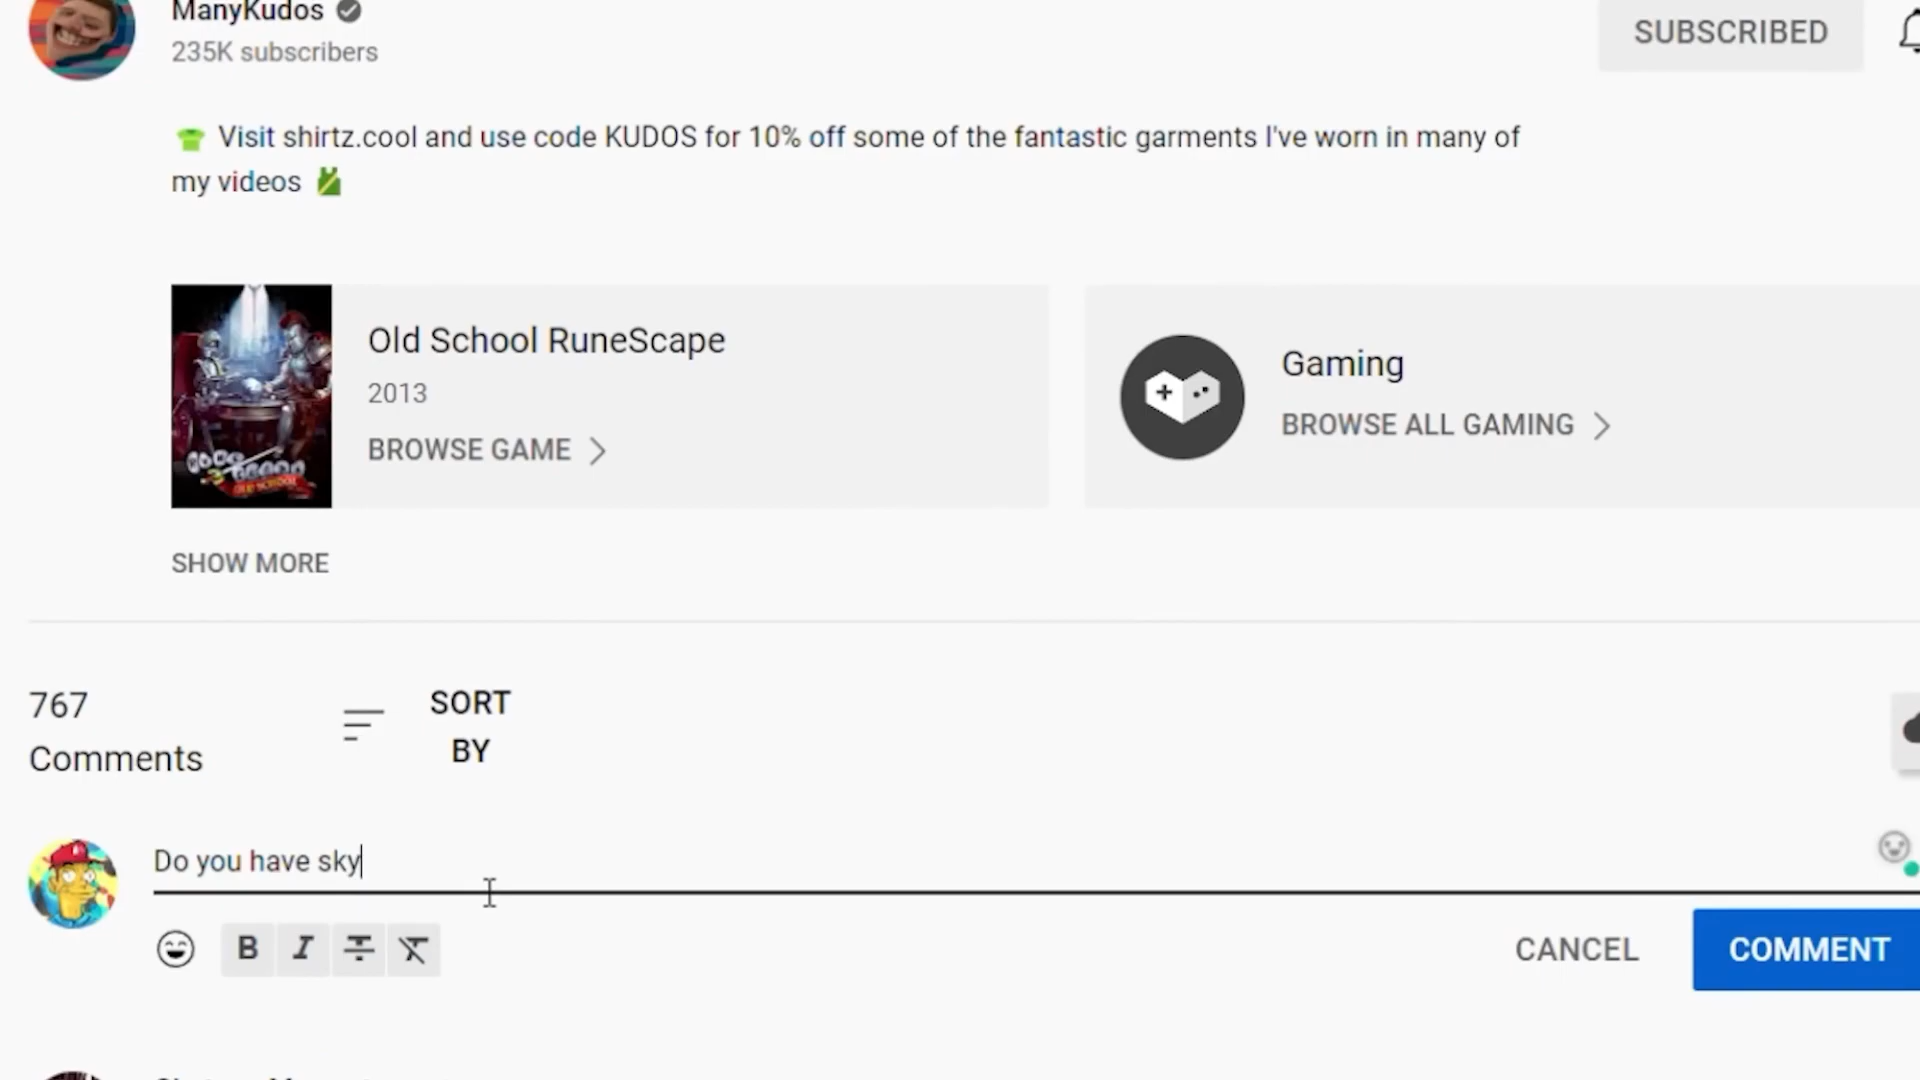 ManyKudos
235K subscribers
SUBSCRIBED
Visit shirtz.cool and use code KUDOS for 10% off some of the fantastic garments I've worn in many of
my videos
Old School RuneScape
2013
BROWSE GAME
OLD SCHOOL
Gaming
BROWSE ALL GAMING
SHOW MORE
767
Comments
SORT
BY
Do you have sky
B I
CANCEL
COMMENT